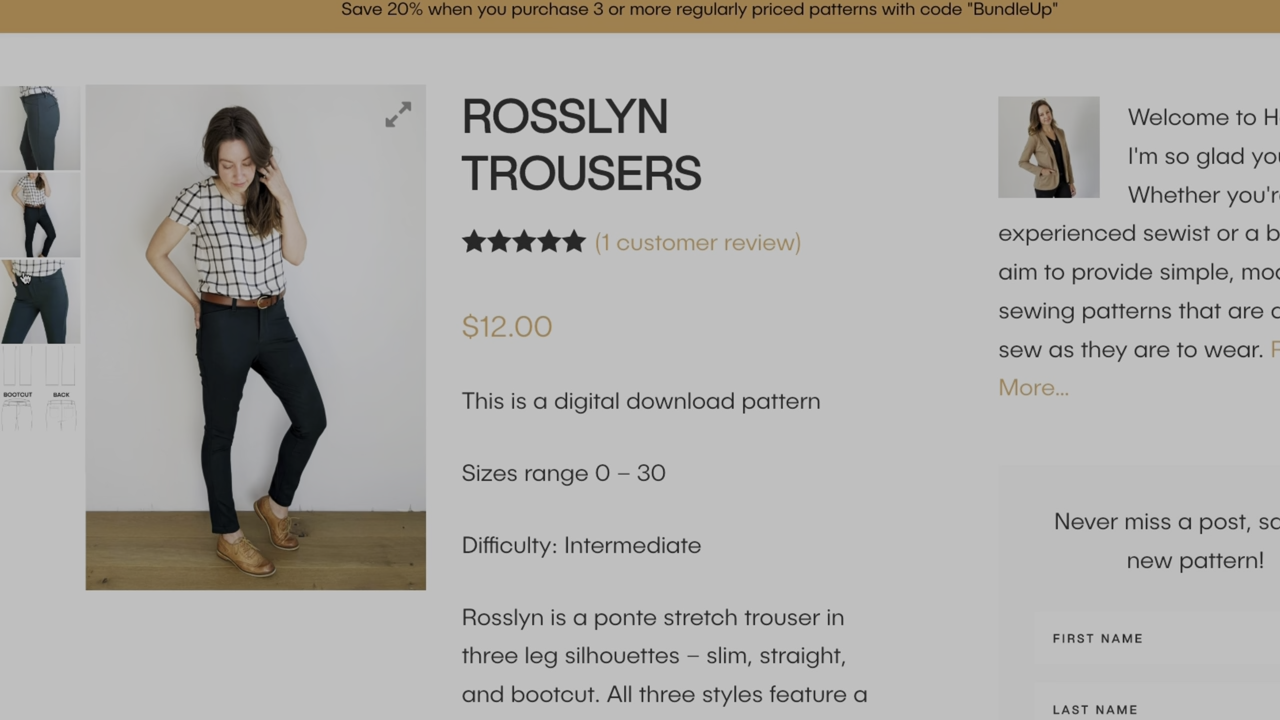 Save 20% when you purchase 3 or more regularly priced patterns with code "BundleUp"
BOOTCUT
BACK
ROSSLYN
TROUSERS
(1 customer review)
$12.00
This is a digital download pattern
Sizes range 0 – 30
Difficulty: Intermediate
Rosslyn is a ponte stretch trouser in
three leg silhouettes – slim, straight,
and bootcut. All three styles feature a
Welcome to H
I'm so glad yo
Whether you'r
experienced sewist or a b
aim to provide simple, mo
sewing patterns that are
sew as they are to wear.
More...
Never miss a post, s
new pattern!
FIRST NAME
LAST NAME